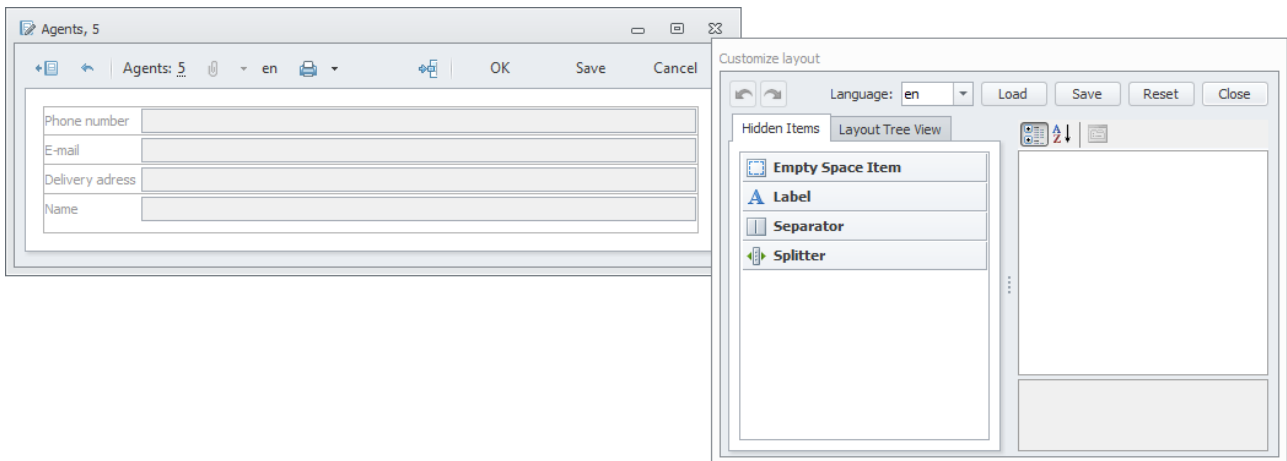 Agents, 5
Agents: 5 en OK Save Cancel
Phone number
E-mail
Delivery adress
Name
Customize layout
Language: en Load Save Reset Close
Hidden Items Layout Tree View
Empty Space Item
A Label
Separator
Splitter
A
Z